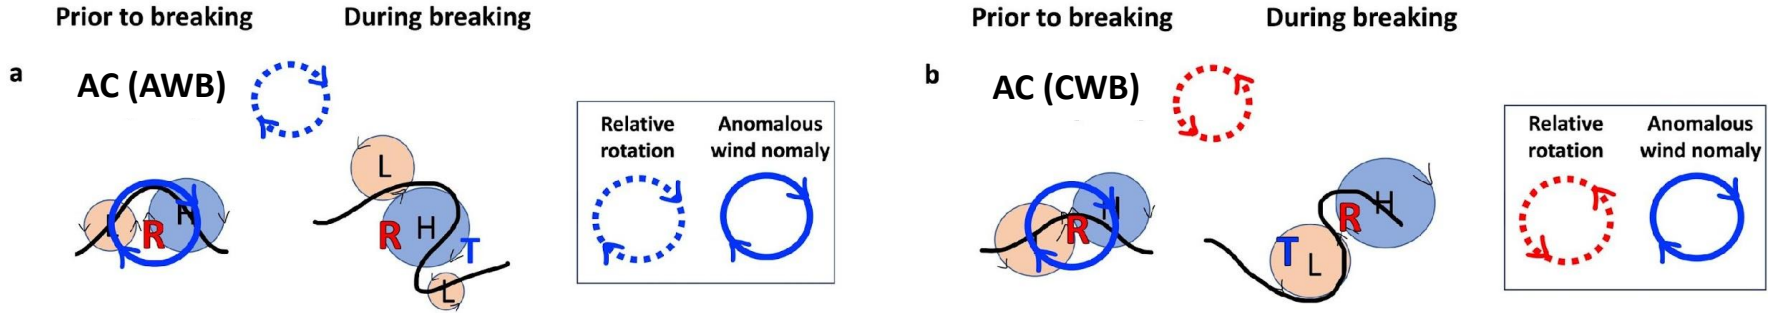 Prior to breaking
During breaking
a
AC (AWB)
L
H
R
L
R
H
T
L
Relative
rotation
Anomalous
wind nomaly
Prior to breaking
During breaking
b
AC (CWB)
H
R
H
R
T
L
Relative
rotation
Anomalous
wind nomaly